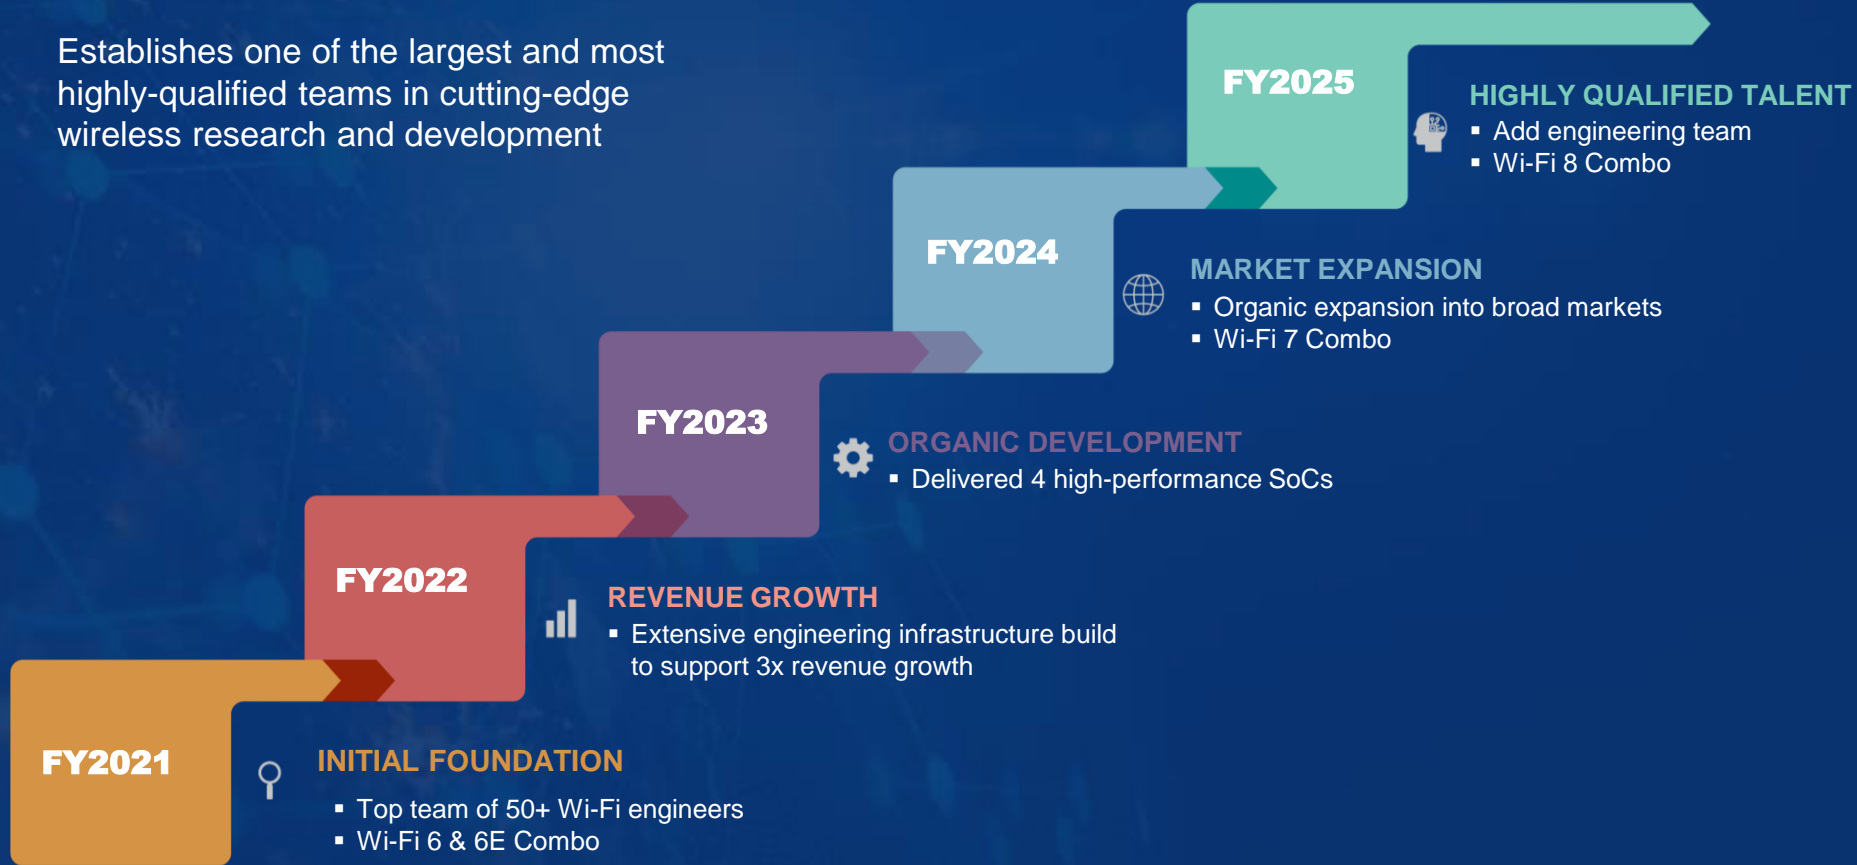 Establishes one of the largest and most
highly-qualified teams in cutting-edge
wireless research and development
FY2025
HIGHLY QUALIFIED TALENT
▪ Add engineering team
▪ Wi-Fi 8 Combo
FY2024
MARKET EXPANSION
▪ Organic expansion into broad markets
▪ Wi-Fi 7 Combo
FY2023
ORGANIC DEVELOPMENT
▪ Delivered 4 high-performance SoCs
FY2022
REVENUE GROWTH
▪ Extensive engineering infrastructure build
to support 3x revenue growth
FY2021
INITIAL FOUNDATION
▪ Top team of 50+ Wi-Fi engineers
▪ Wi-Fi 6 & 6E Combo